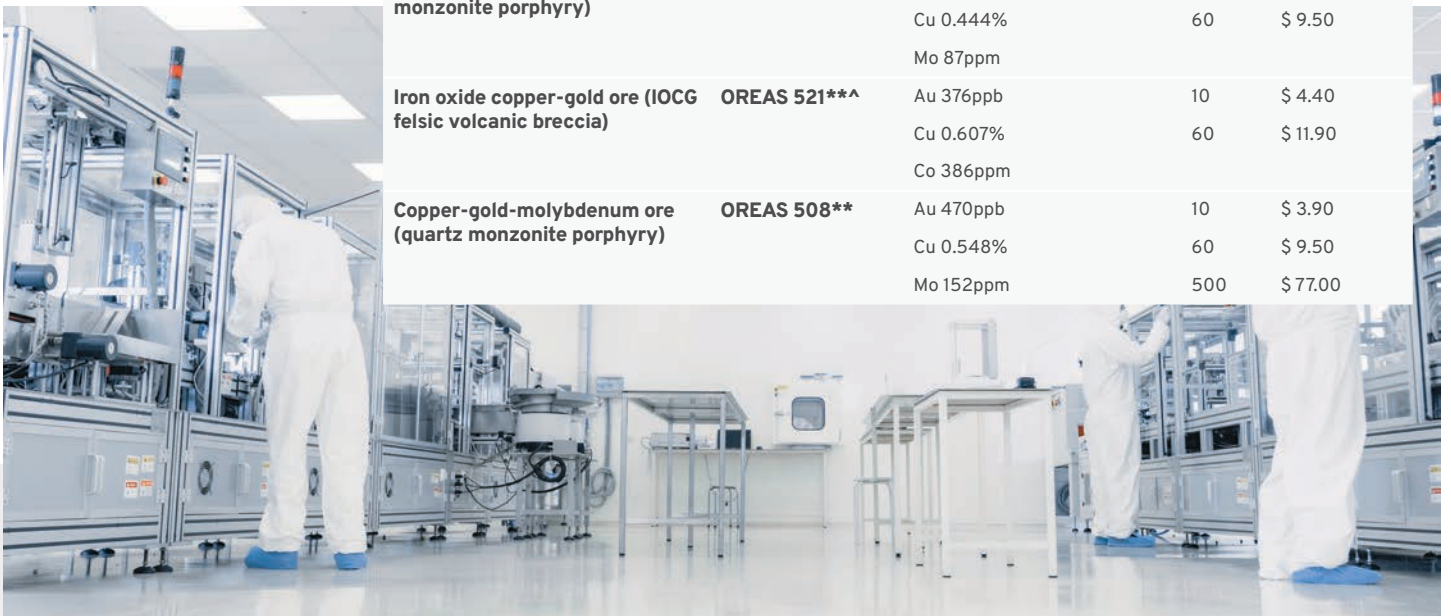 monzonite porphyry)
Cu 0.444% 60 $ 9.50
Mo 87ppm
Iron oxide copper-gold ore (IOCG OREAS 521**^ Au 376ppb 10 $ 4.40
felsic volcanic breccia)
Cu 0.607% 60 $ 11.90
Co 386ppm
Copper-gold-molybdenum ore OREAS 508** Au 470ppb 10 $ 3.90
(quartz monzonite porphyry)
Cu 0.548% 60 $ 9.50
Mo 152ppm 500 $ 77.00